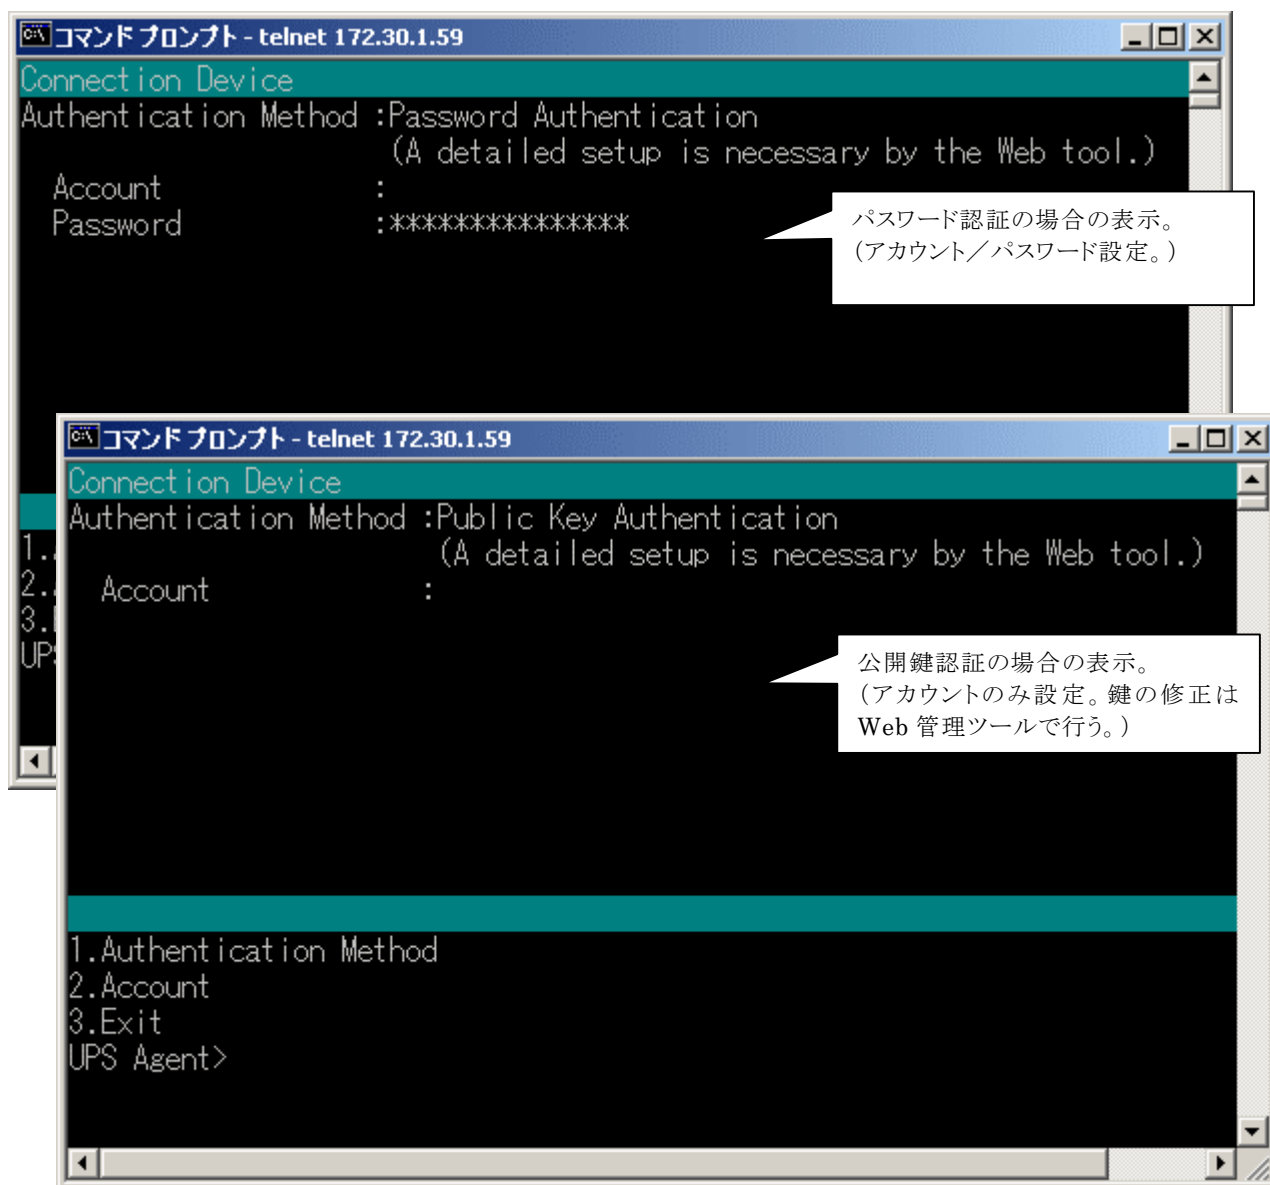 コマンド プロンプト - telnet 172.30.1.59
Connection Device
Authentication Method :Password Authentication
(A detailed setup is necessary by the Web tool.)
Account :
Password :***************
パスワード認証の場合の表示。
(アカウント／パスワード設定。)
1.
2.
3.
UP
コマンド プロンプト - telnet 172.30.1.59
Connection Device
Authentication Method :Public Key Authentication
(A detailed setup is necessary by the Web tool.)
Account :
公開鍵認証の場合の表示。
(アカウントのみ設定。鍵の修正は
Web 管理ツールで行う。)
1.Authentication Method
2.Account
3.Exit
UPS Agent>